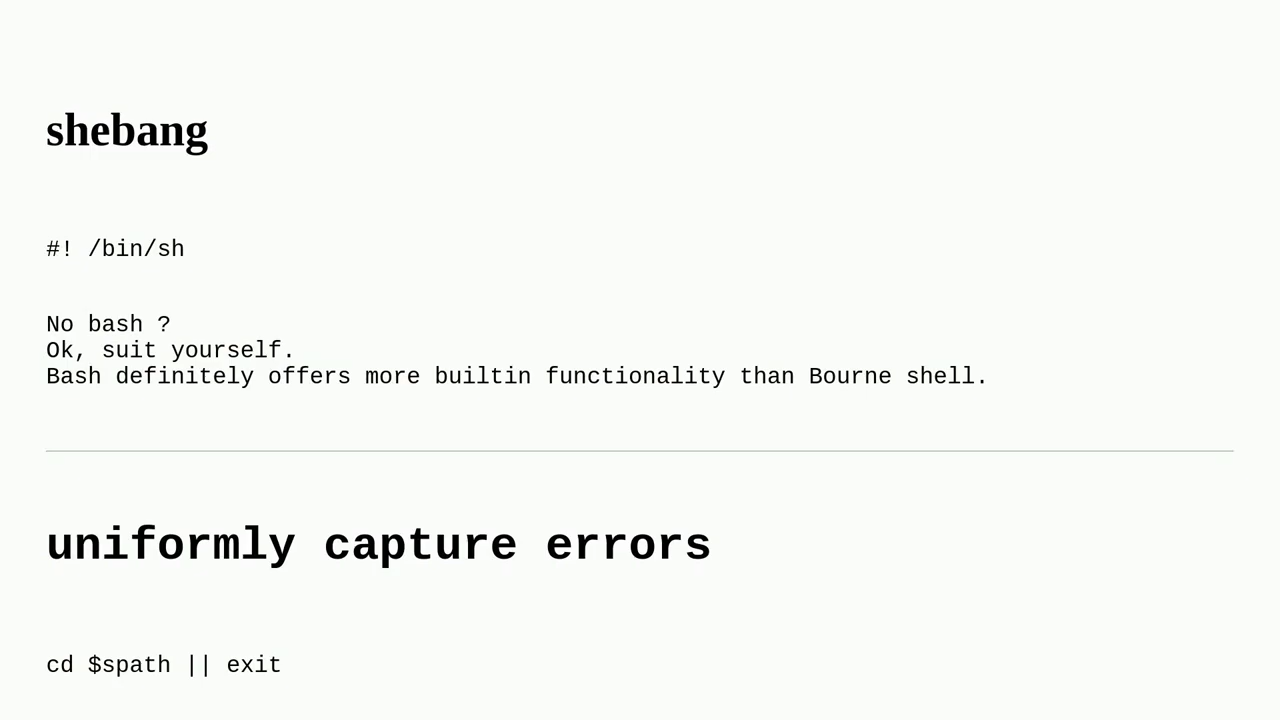 shebang
#! /bin/sh
No bash ?
Ok, suit yourself.
Bash definitely offers more builtin functionality than Bourne shell.
uniformly capture errors
cd $spath || exit